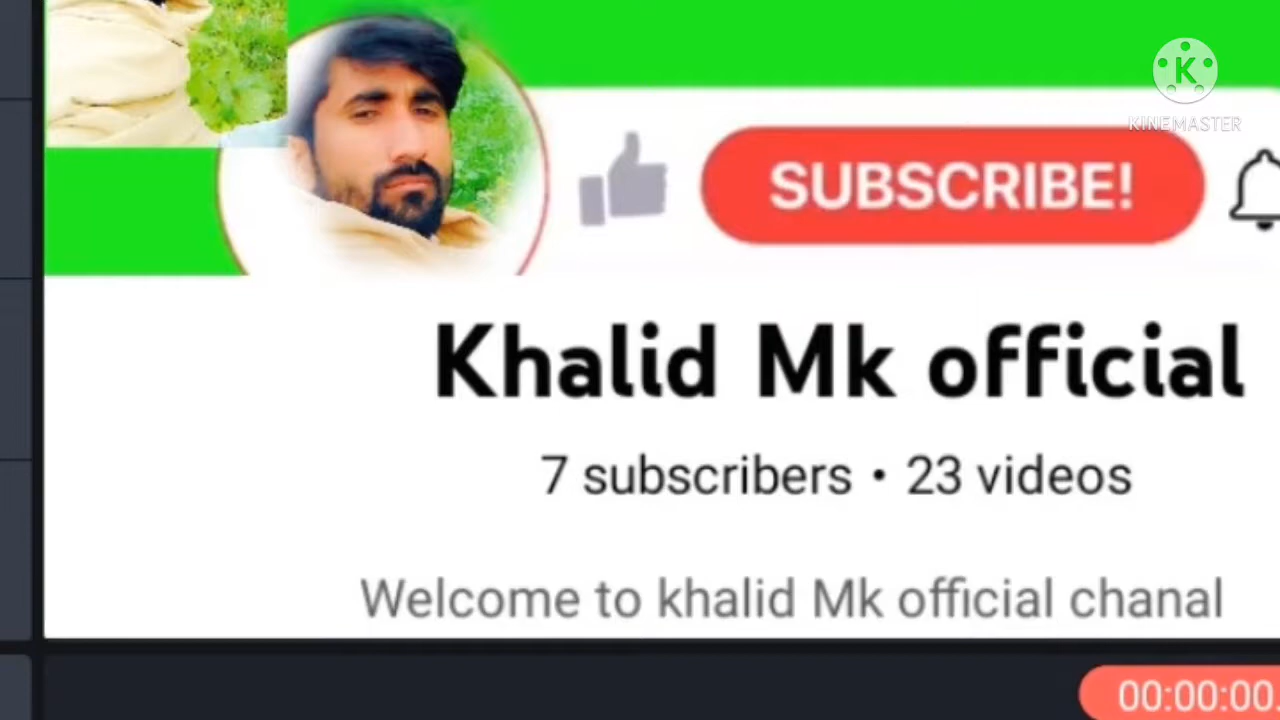 K
KINEMASTER
SUBSCRIBE!
Khalid Mk official
7 subscribers • 23 videos
Welcome to khalid Mk official chanal
00:00:00.